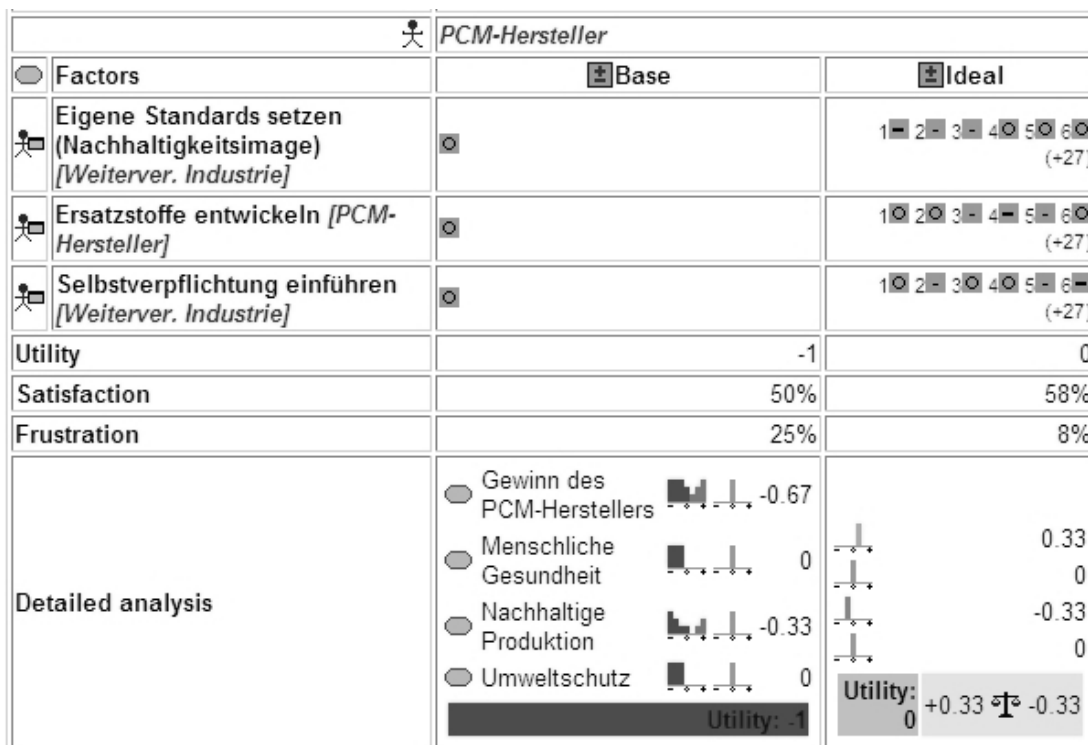 PCM-Hersteller
Factors Base Ideal
Eigene Standards setzen
(Nachhaltigkeitsimage)
[Weiterver. Industrie]
1 2 3 4 5 6
(+27)
Ersatzstoffe entwickeln [PCM-
Hersteller]
1 2 3 4 5 6
(+27)
Selbstverpflichtung einführen
[Weiterver. Industrie]
1 2 3 4 5 6
(+27)
Utility -1 0
Satisfaction 50% 58%
Frustration 25% 8%
Detailed analysis
Gewinn des
PCM-Herstellers -0.67
Menschliche
Gesundheit 0
Nachhaltige
Produktion -0.33
Umweltschutz 0
Utility: -1
0.33
0
-0.33
0
Utility:
0
+0.33 -0.33